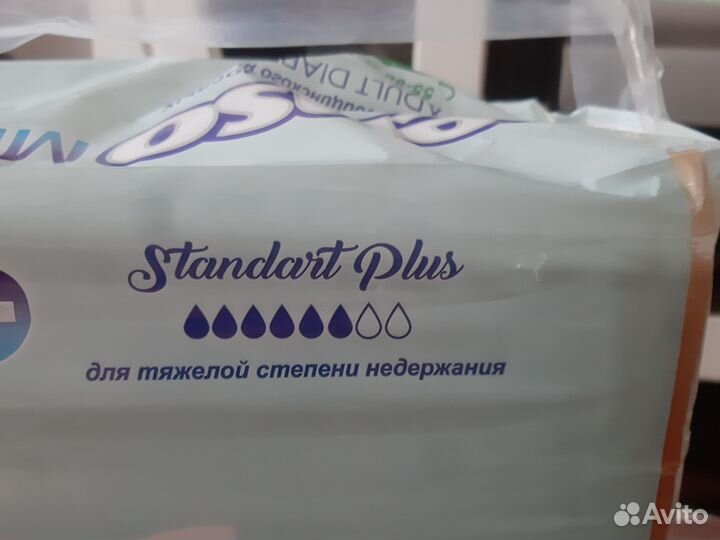 ADULT DIAP
Standart Plus
для тяжелой степени недержания
Avito